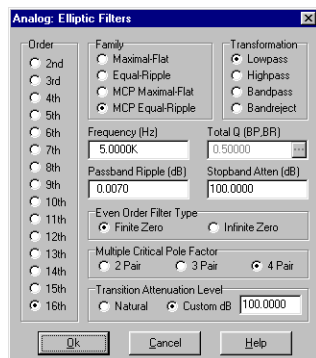 Analog: Elliptic Filters
Order
2nd
3rd
4th
5th
6th
7th
8th
9th
10th
11th
12th
13th
14th
15th
16th
Family
Maximal-Flat
Equal-Ripple
MCP Maximal-Flat
MCP Equal-Ripple
Transformation
Lowpass
Highpass
Bandpass
Bandreject
Frequency (Hz)
5.0000K
Total Q (BP,BR)
0.50000
...
Passband Ripple (dB)
0.0070
Stopband Atten (dB)
100.0000
Even Order Filter Type
Finite Zero
Infinite Zero
Multiple Critical Pole Factor
2 Pair
3 Pair
4 Pair
Transition Attenuation Level
Natural
Custom dB
100.0000
Ok
Cancel
Help